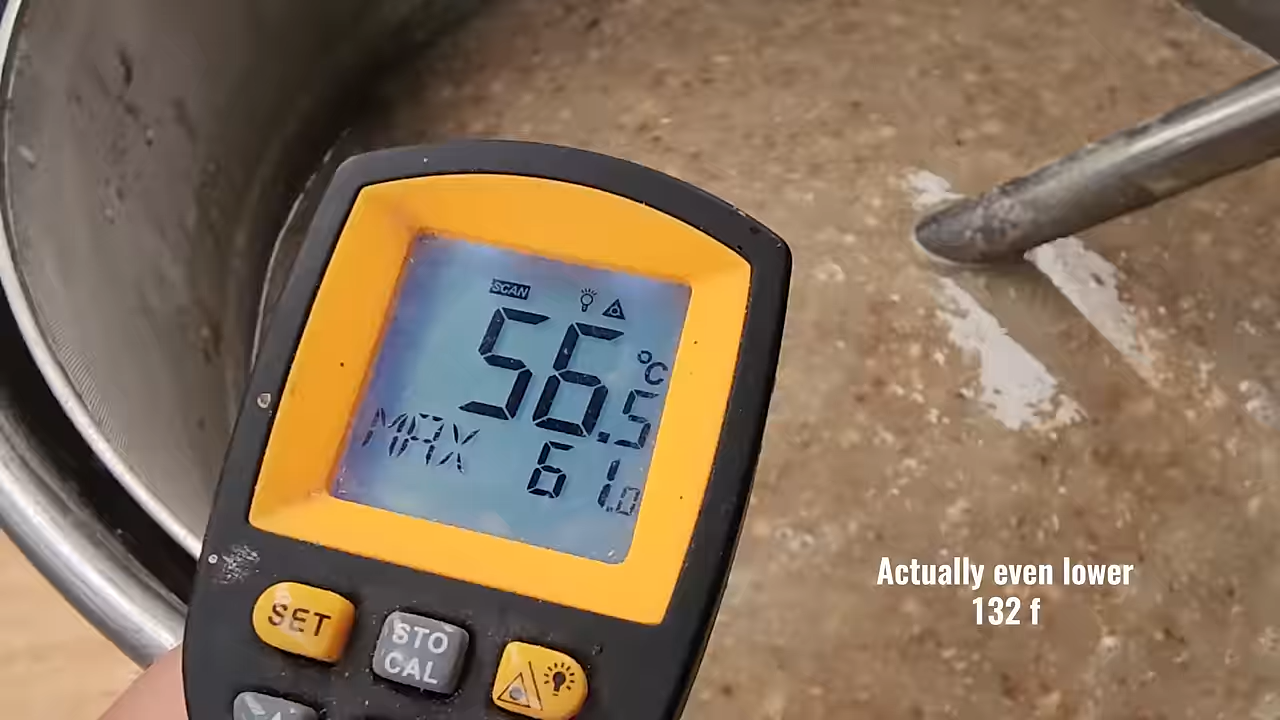 SCAN
56.5 °C
MAX 61.0
SET
STO
CAL
Actually even lower
132 f